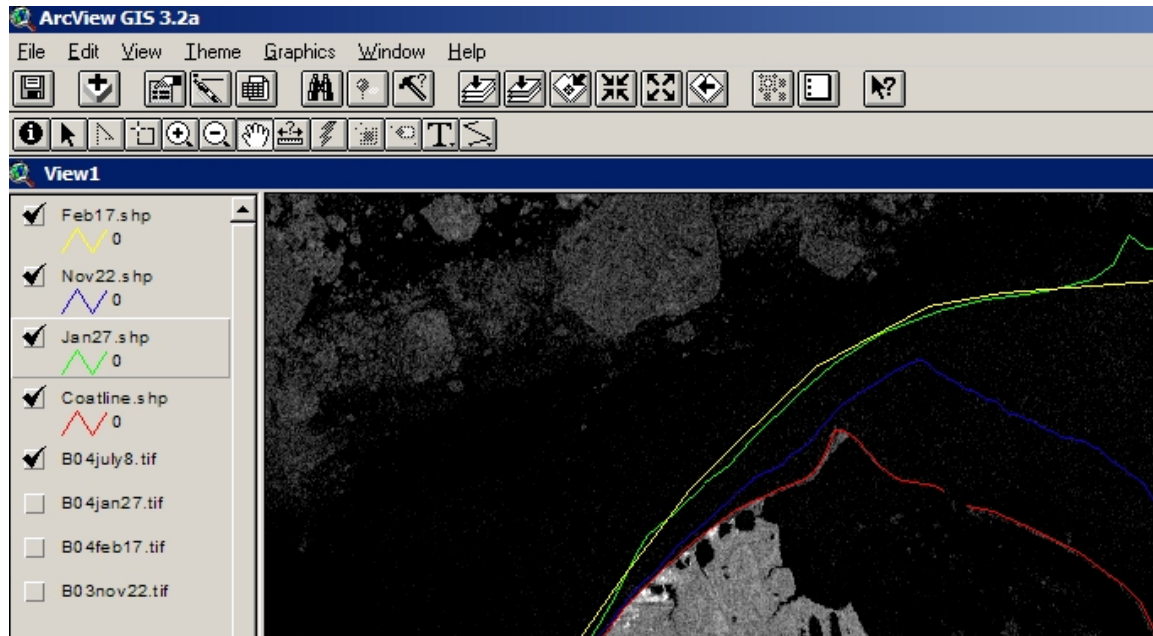 ArcView GIS 3.2a
File Edit View Theme Graphics Window Help
T
View1
Feb17.shp
0
Nov22.shp
0
Jan27.shp
0
Coatline.shp
0
B04july8.tif
B04jan27.tif
B04feb17.tif
B03nov22.tif